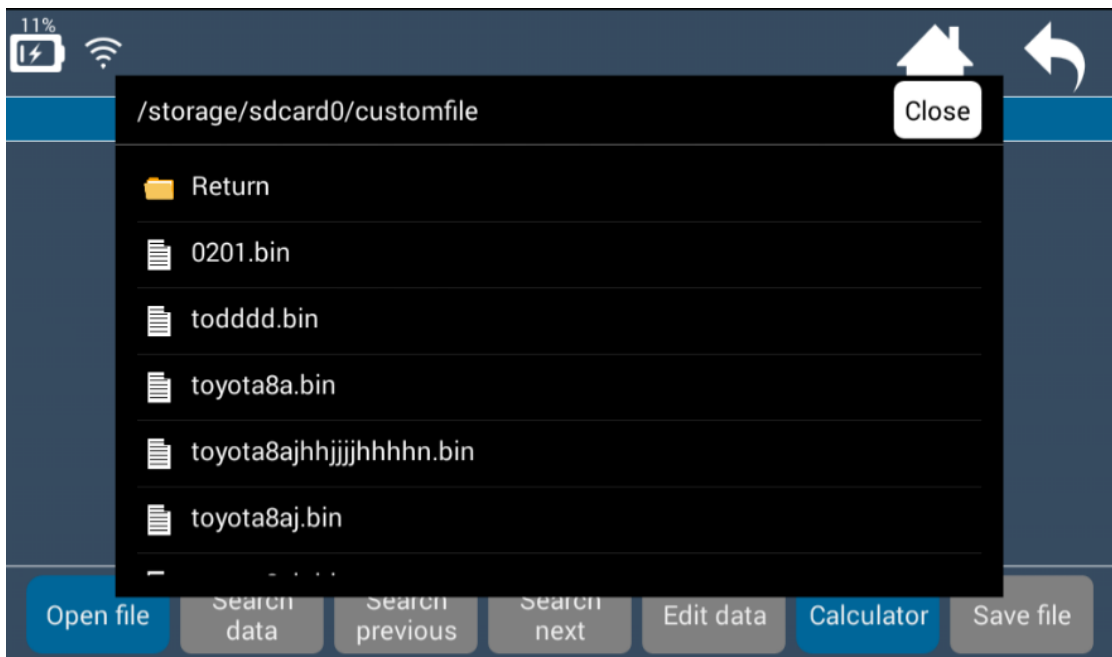 11%
/storage/sdcard0/customfile
Close
Return
0201.bin
todddd.bin
toyota8a.bin
toyota8ajhhjjjjhhhhn.bin
toyota8aj.bin
Open file
Search data
Search previous
Search next
Edit data
Calculator
Save file